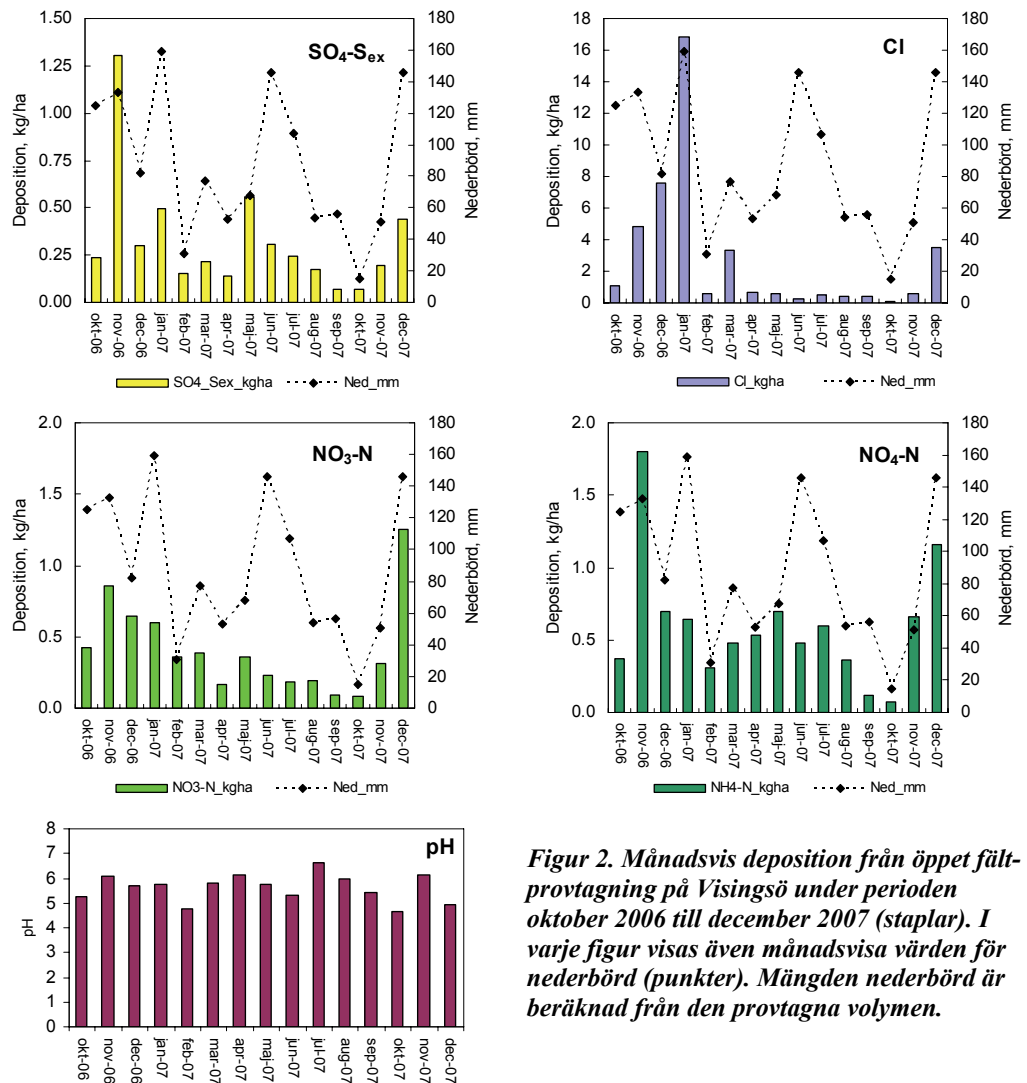 SO4-Sex
Deposition, kg/ha
1.50
1.25
1.00
0.75
0.50
0.25
0.00
180
160
140
120
100
80
60
40
20
0
Nederbörd, mm
okt-06
nov-06
dec-06
jan-07
feb-07
mar-07
apr-07
maj-07
jun-07
jul-07
aug-07
sep-07
okt-07
nov-07
dec-07
SO4_Sex_kgha Ned_mm
Cl
Deposition, kg/ha
18
16
14
12
10
8
6
4
2
0
180
160
140
120
100
80
60
40
20
0
Nederbörd, mm
okt-06
nov-06
dec-06
jan-07
feb-07
mar-07
apr-07
maj-07
jun-07
jul-07
aug-07
sep-07
okt-07
nov-07
dec-07
Cl_kgha Ned_mm
NO3-N
Deposition, kg/ha
2.0
1.5
1.0
0.5
0.0
180
160
140
120
100
80
60
40
20
0
Nederbörd, mm
okt-06
nov-06
dec-06
jan-07
feb-07
mar-07
apr-07
maj-07
jun-07
jul-07
aug-07
sep-07
okt-07
nov-07
dec-07
NO3-N_kgha Ned_mm
NO4-N
Deposition, kg/ha
2.0
1.5
1.0
0.5
0.0
180
160
140
120
100
80
60
40
20
0
Nederbörd, mm
okt-06
nov-06
dec-06
jan-07
feb-07
mar-07
apr-07
maj-07
jun-07
jul-07
aug-07
sep-07
okt-07
nov-07
dec-07
NH4-N_kgha Ned_mm
pH
pH
8
7
6
5
4
3
2
1
0
okt-06
nov-06
dec-06
jan-07
feb-07
mar-07
apr-07
maj-07
jun-07
jul-07
aug-07
sep-07
okt-07
nov-07
dec-07
Figur 2. Månadsvis deposition från öppet fält-
provtagning på Visingsö under perioden
oktober 2006 till december 2007 (staplar). I
varje figur visas även månadsvisa värden för
nederbörd (punkter). Mängden nederbörd är
beräknad från den provtagna volymen.